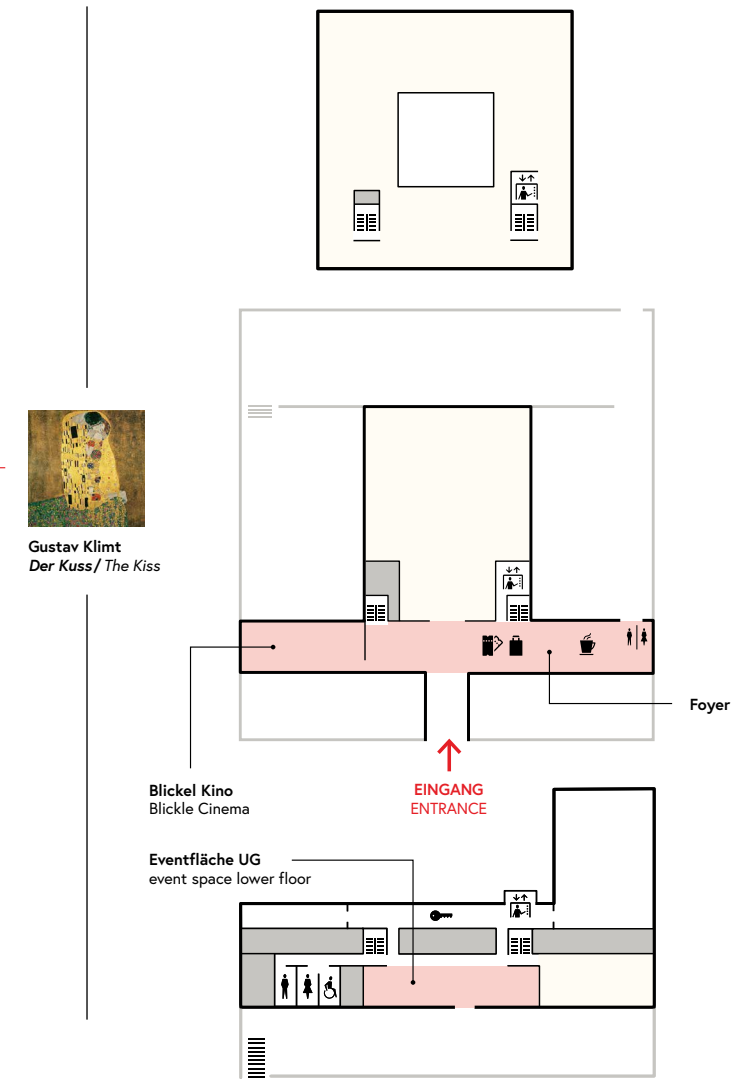 Gustav Klimt
Der Kuss / The Kiss
Foyer
Blickel Kino
Blickle Cinema
EINGANG
ENTRANCE
Eventfläche UG
event space lower floor